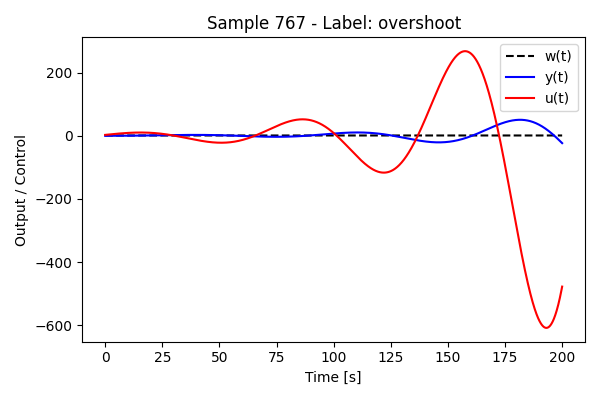 Sample 767 - Label: overshoot
w(t)
y(t)
u(t)
Output / Control
200
0
−200
−400
−600
0 25 50 75 100 125 150 175 200
Time [s]